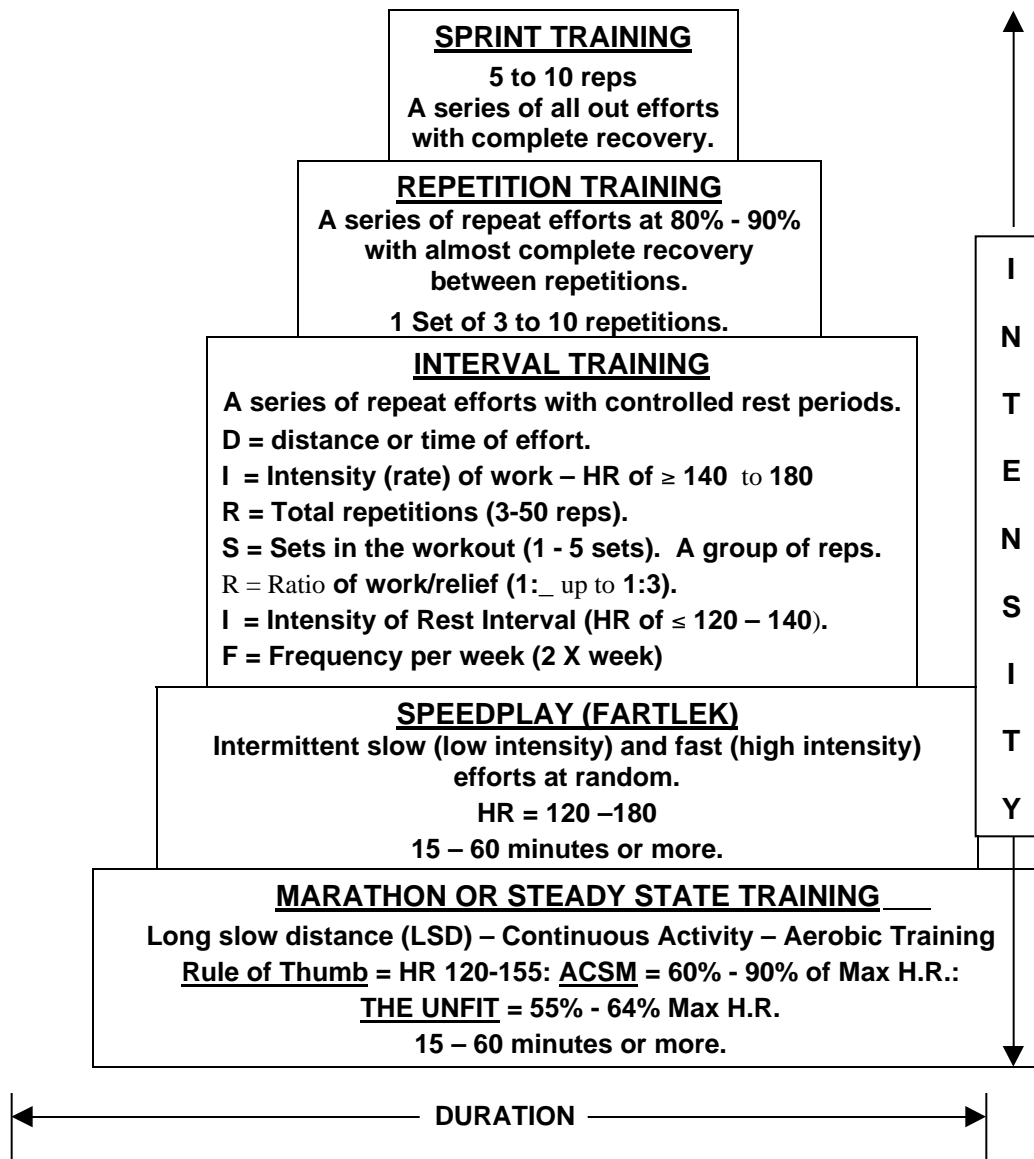 SPRINT TRAINING
5 to 10 reps
A series of all out efforts
with complete recovery.
REPETITION TRAINING
A series of repeat efforts at 80% - 90%
with almost complete recovery
between repetitions.
1 Set of 3 to 10 repetitions.
INTERVAL TRAINING
A series of repeat efforts with controlled rest periods.
D = distance or time of effort.
I = Intensity (rate) of work – HR of ≥ 140 to 180
R = Total repetitions (3-50 reps).
S = Sets in the workout (1 - 5 sets). A group of reps.
R = Ratio of work/relief (1:_ up to 1:3).
I = Intensity of Rest Interval (HR of ≤ 120 – 140).
F = Frequency per week (2 X week)
SPEEDPLAY (FARTLEK)
Intermittent slow (low intensity) and fast (high intensity)
efforts at random.
HR = 120 –180
15 – 60 minutes or more.
MARATHON OR STEADY STATE TRAINING___
Long slow distance (LSD) – Continuous Activity – Aerobic Training
Rule of Thumb = HR 120-155: ACSM = 60% - 90% of Max H.R.:
THE UNFIT = 55% - 64% Max H.R.
15 – 60 minutes or more.
I
N
T
E
N
S
I
T
Y
DURATION